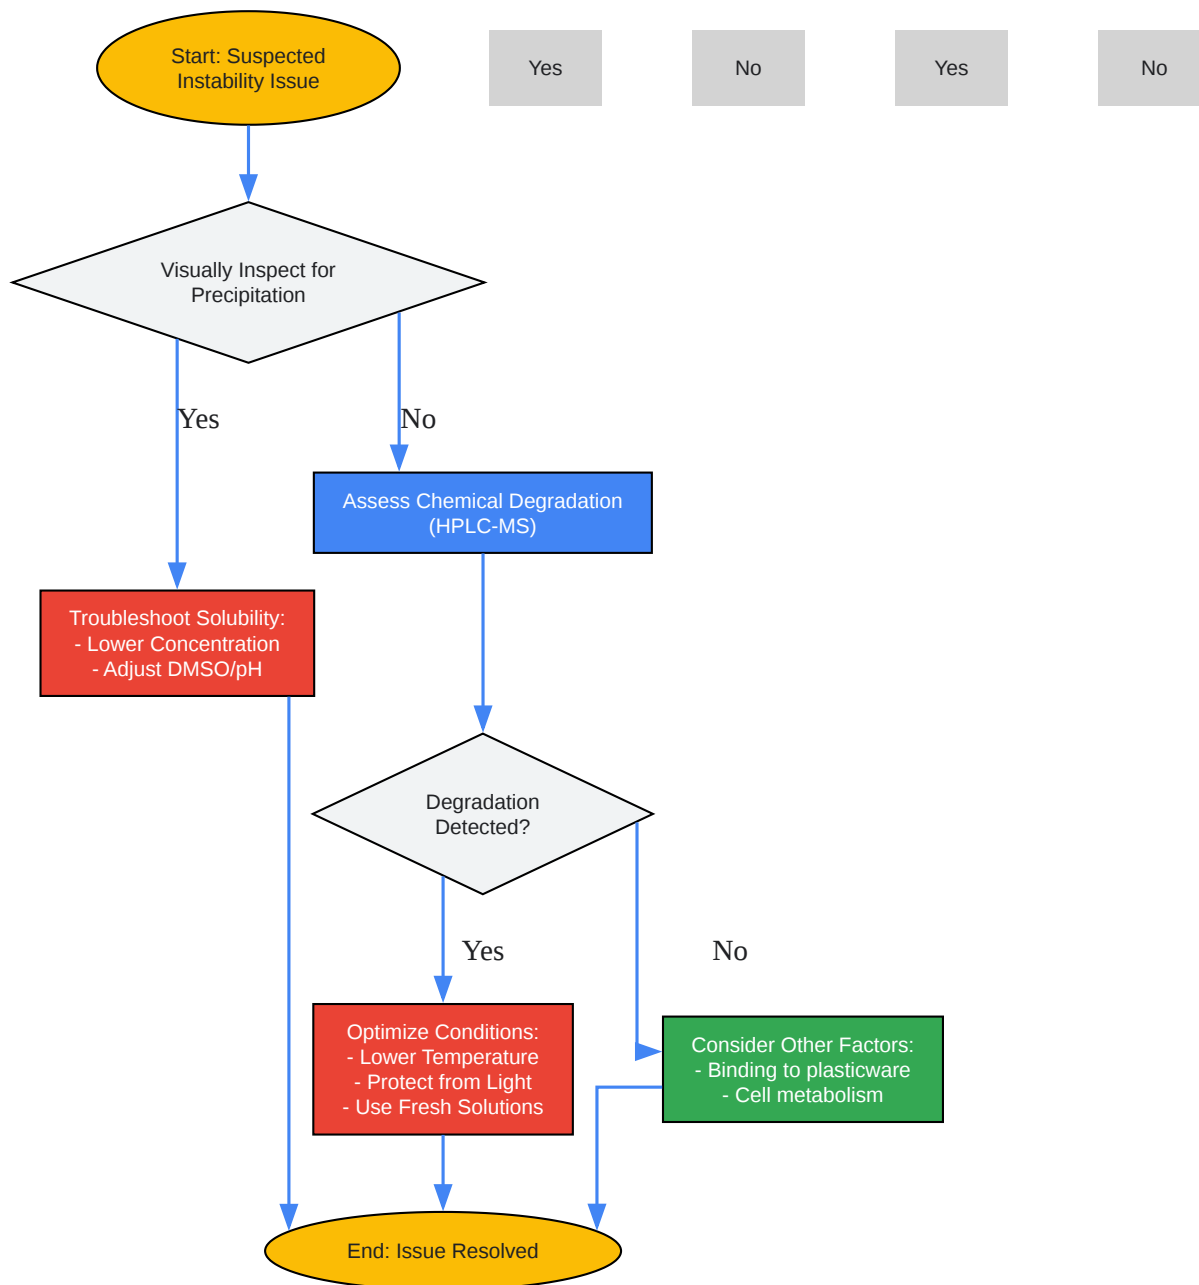 Start: Suspected
Instability Issue
Yes
No
Yes
No
Visually Inspect for
Precipitation
Yes
No
Assess Chemical Degradation
(HPLC-MS)
Troubleshoot Solubility:
- Lower Concentration
- Adjust DMSO/pH
Degradation
Detected?
Yes
No
Optimize Conditions:
- Lower Temperature
- Protect from Light
- Use Fresh Solutions
Consider Other Factors:
- Binding to plasticware
- Cell metabolism
End: Issue Resolved